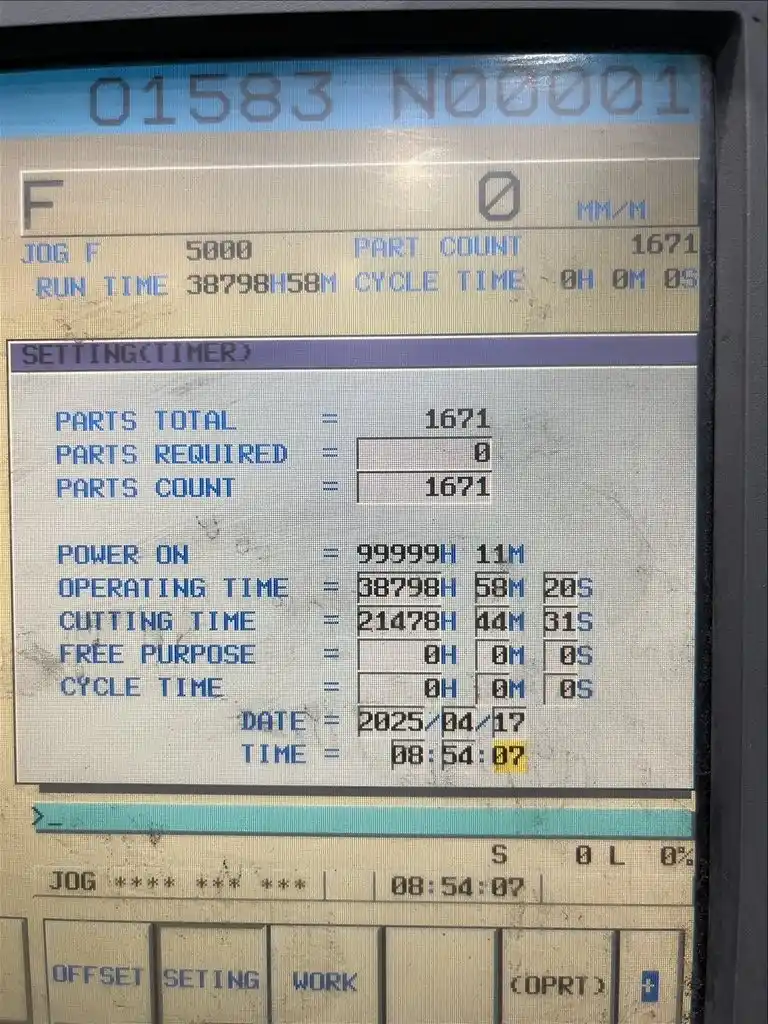 O1583 N00001
F 0 MM/M
JOG F 5000 PART COUNT 1671
RUN TIME 38798H58M CYCLE TIME 0H 0M 0S
SETTING(TIMER)
PARTS TOTAL = 1671
PARTS REQUIRED = 0
PARTS COUNT = 1671
POWER ON = 99999H 11M
OPERATING TIME = 38798H 58M 20S
CUTTING TIME = 21478H 44M 31S
FREE PURPOSE = 0H 0M 0S
CYCLE TIME = 0H 0M 0S
DATE = 2025/04/17
TIME = 08:54:07
>_
S 0 L 0%
JOG **** *** *** 08:54:07
OFFSET SETING WORK (OPRT) +